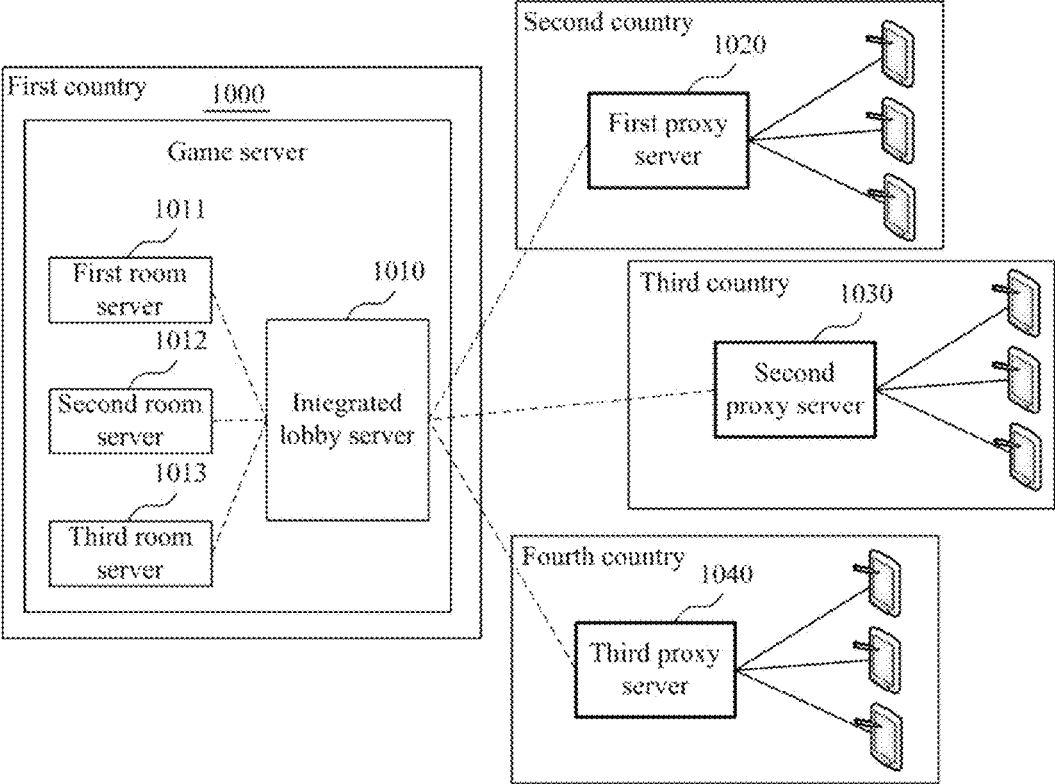 First country
1000
Game server
1011
First room
server
1012
Second room
server
1013
Third room
server
1010
Integrated
lobby server
Second country
1020
First proxy
server
Third country
1030
Second
proxy server
Fourth country
1040
Third proxy
server